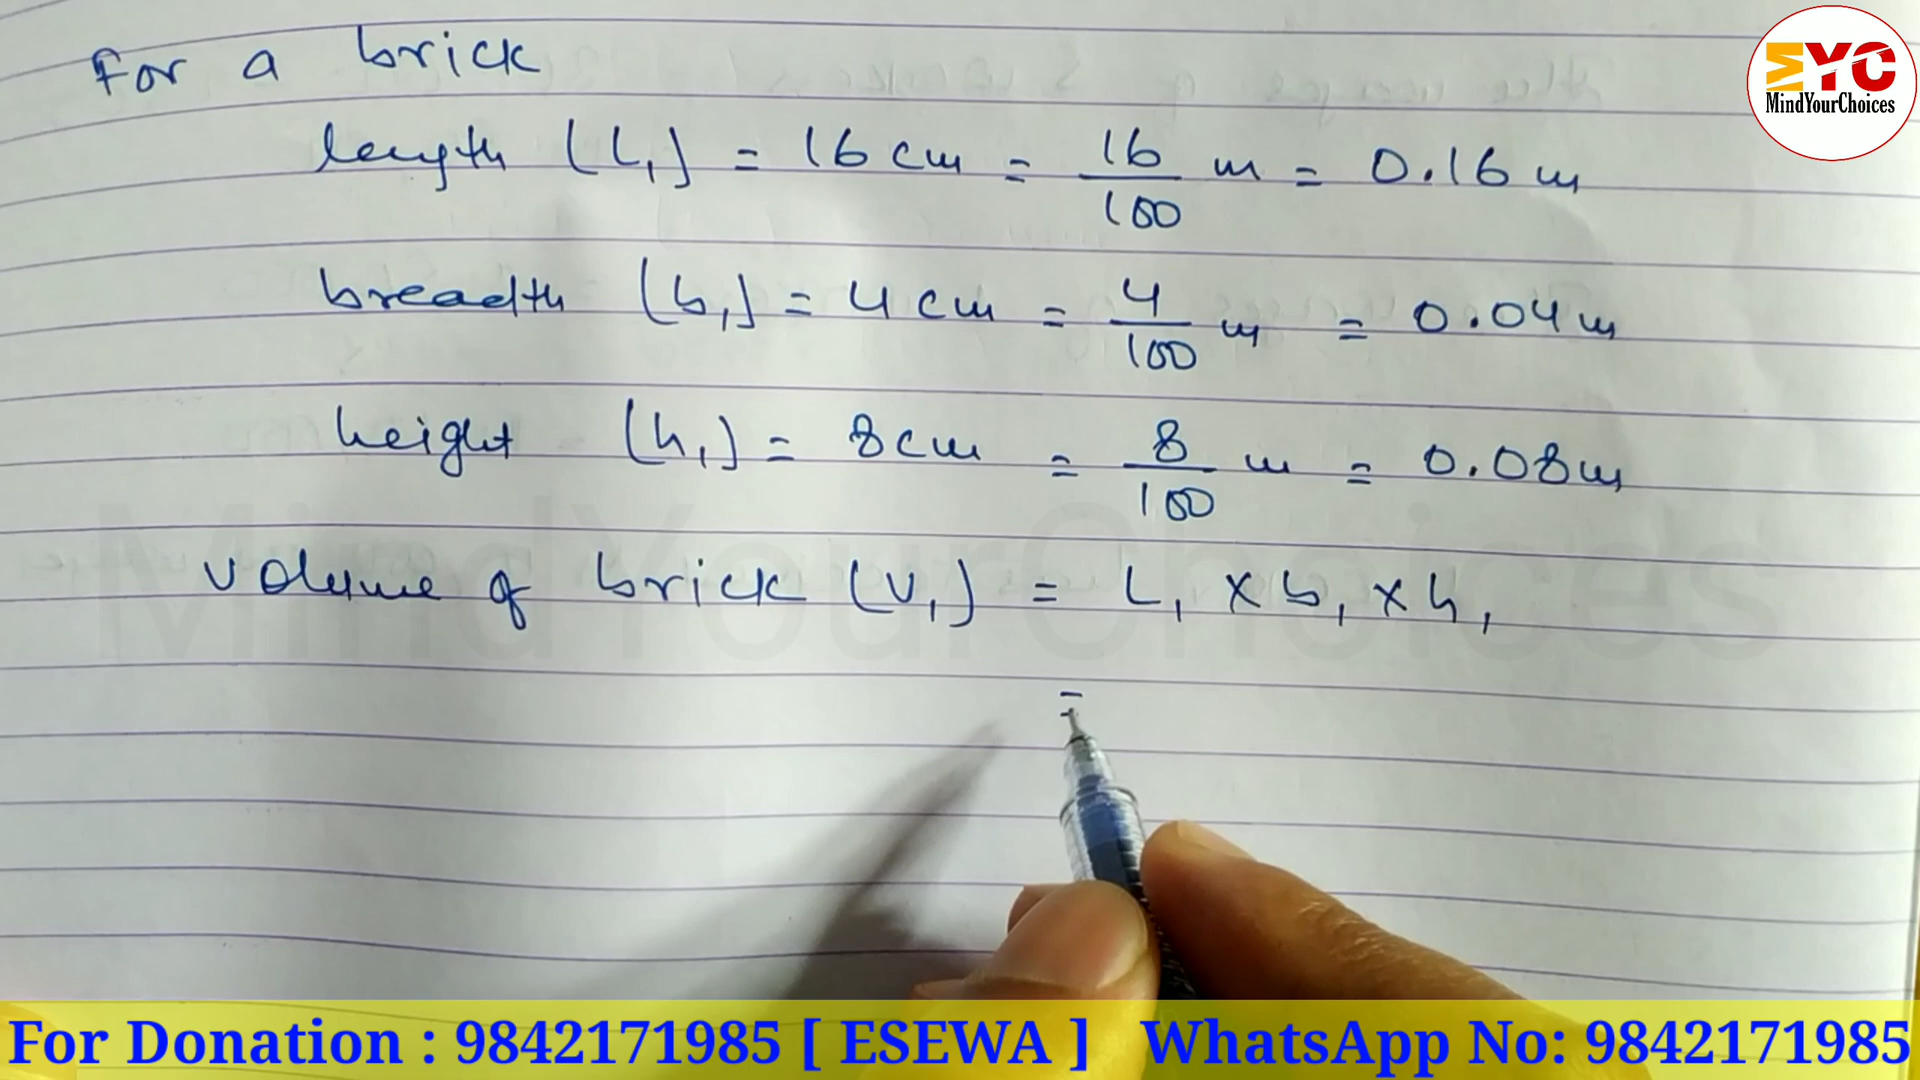 For a brick
MYC
MindYourChoices
length (L₁) = 16 cm = 16/100 m = 0.16 m
breadth (b₁) = 4 cm = 4/100 m = 0.04 m
height (h₁) = 8 cm = 8/100 m = 0.08 m
MindYourChoices
volume of brick (V₁) = L₁ × b₁ × h₁
=
For Donation : 9842171985 [ ESEWA ] WhatsApp No: 9842171985